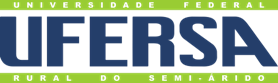 UNIVERSIDADE FEDERAL
UFERSA
RURAL DO SEMI-ÁRIDO